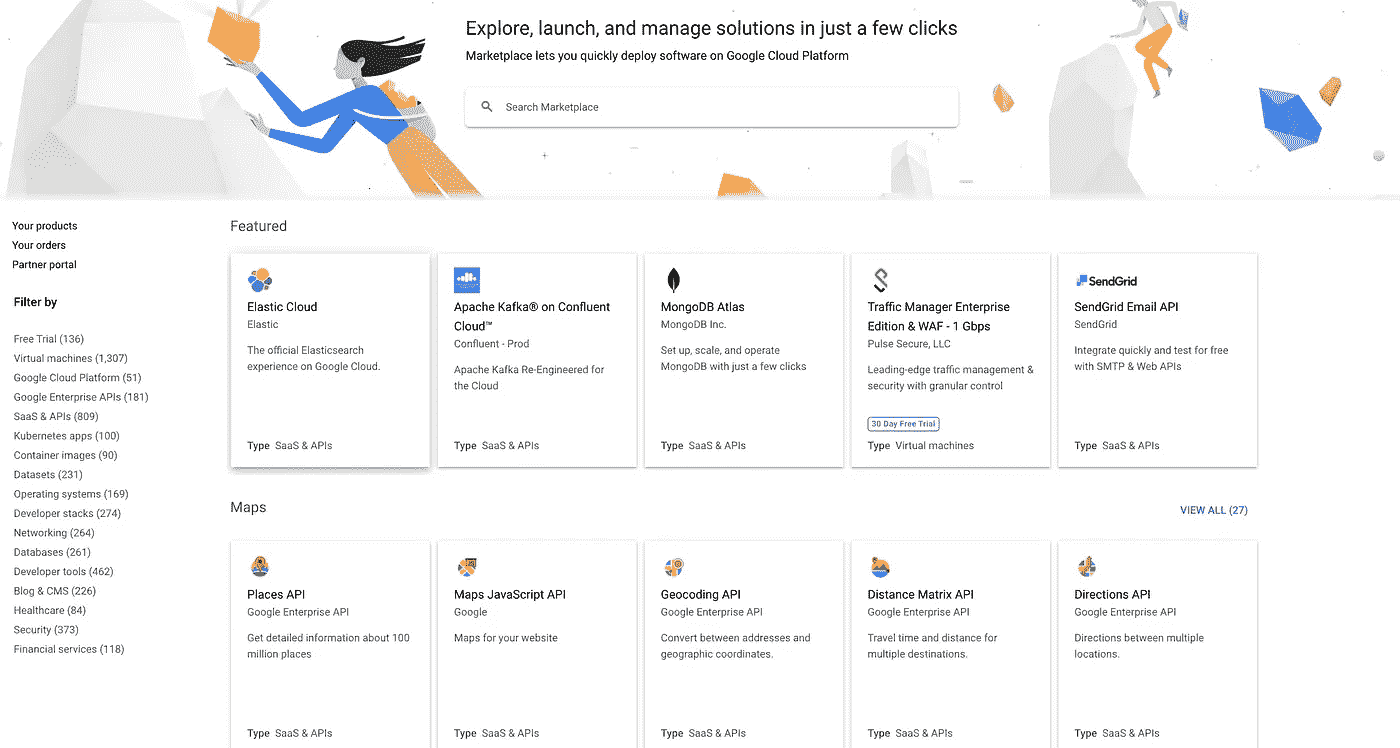 Explore, launch, and manage solutions in just a few clicks
Marketplace lets you quickly deploy software on Google Cloud Platform
Search Marketplace
Your products
Your orders
Partner portal
Filter by
Free Trial (136)
Virtual machines (1,307)
Google Cloud Platform (51)
Google Enterprise APIs (181)
SaaS & APIs (809)
Kubernetes apps (100)
Container images (90)
Datasets (231)
Operating systems (169)
Developer stacks (274)
Networking (264)
Databases (261)
Developer tools (462)
Blog & CMS (226)
Healthcare (84)
Security (373)
Financial services (118)
Featured
Elastic Cloud
Elastic
The official Elasticsearch
experience on Google Cloud.
Type SaaS & APIs
Apache Kafka® on Confluent
Cloud™
Confluent - Prod
Apache Kafka Re-Engineered for
the Cloud
Type SaaS & APIs
MongoDB Atlas
MongoDB Inc.
Set up, scale, and operate
MongoDB with just a few clicks
Type SaaS & APIs
Traffic Manager Enterprise
Edition & WAF - 1 Gbps
Pulse Secure, LLC
Leading-edge traffic management &
security with granular control
30 Day Free Trial
Type Virtual machines
SendGrid
SendGrid Email API
SendGrid
Integrate quickly and test for free
with SMTP & Web APIs
Type SaaS & APIs
Maps
VIEW ALL (27)
Places API
Google Enterprise API
Get detailed information about 100
million places
Type SaaS & APIs
Maps JavaScript API
Google
Maps for your website
Type SaaS & APIs
Geocoding API
Google Enterprise API
Convert between addresses and
geographic coordinates.
Type SaaS & APIs
Distance Matrix API
Google Enterprise API
Travel time and distance for
multiple destinations.
Type SaaS & APIs
Directions API
Google Enterprise API
Directions between multiple
locations.
Type SaaS & APIs